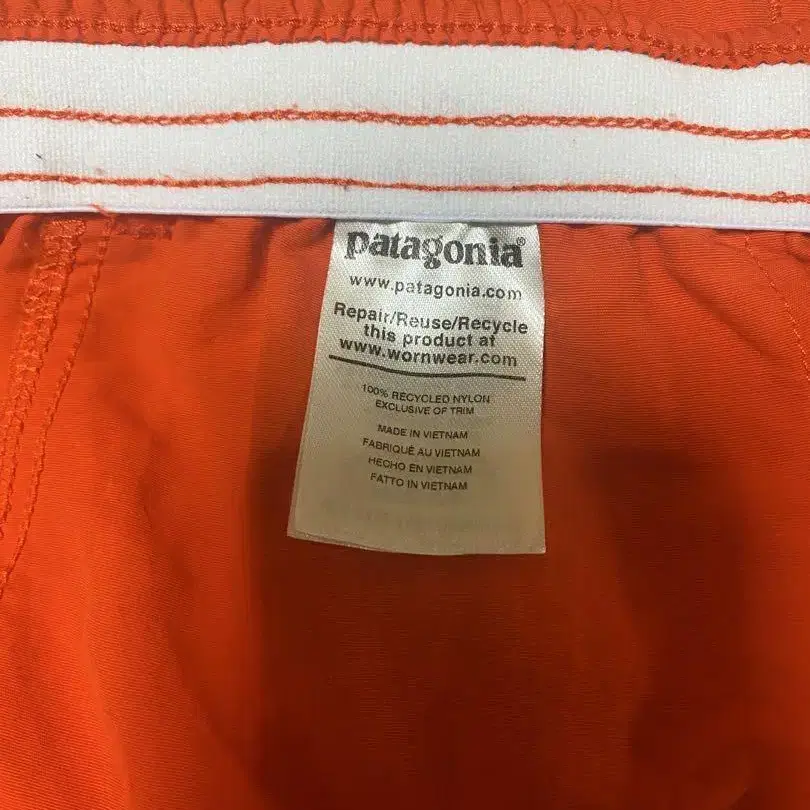 patagonia®
www.patagonia.com
Repair/Reuse/Recycle
this product at
www.wornwear.com
100% RECYCLED NYLON
EXCLUSIVE OF TRIM
MADE IN VIETNAM
FABRIQUÉ AU VIETNAM
HECHO EN VIETNAM
FATTO IN VIETNAM